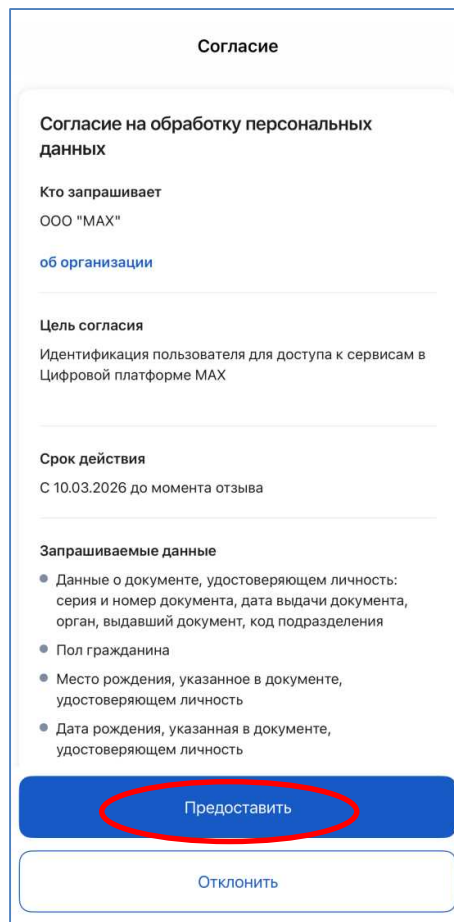 Согласие
Согласие на обработку персональных
данных
Кто запрашивает
ООО "МАХ"
об организации
Цель согласия
Идентификация пользователя для доступа к сервисам в
Цифровой платформе МАХ
Срок действия
С 10.03.2026 до момента отзыва
Запрашиваемые данные
Данные о документе, удостоверяющем личность:
серия и номер документа, дата выдачи документа,
орган, выдавший документ, код подразделения
Пол гражданина
Место рождения, указанное в документе,
удостоверяющем личность
Дата рождения, указанная в документе,
удостоверяющем личность
Предоставить
Отклонить